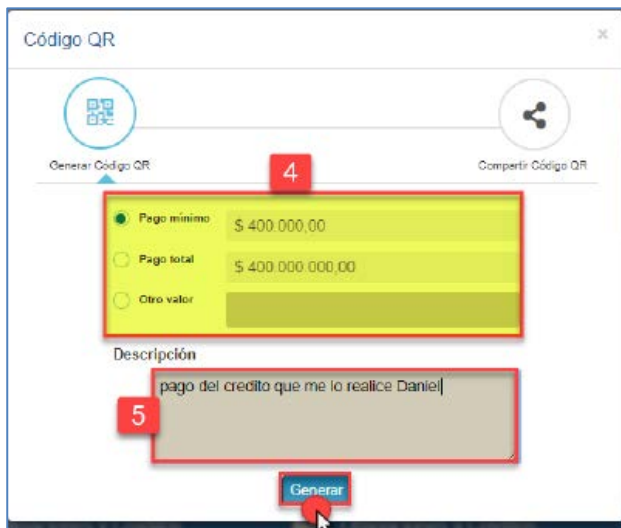 Código QR
×
Generar Código QR
Compartir Código QR
4
Pago mínimo
$ 400.000,00
Pago total
$ 400.000.000,00
Otro valor
Descripción
pago del credito que me lo realice Daniel
5
Generar